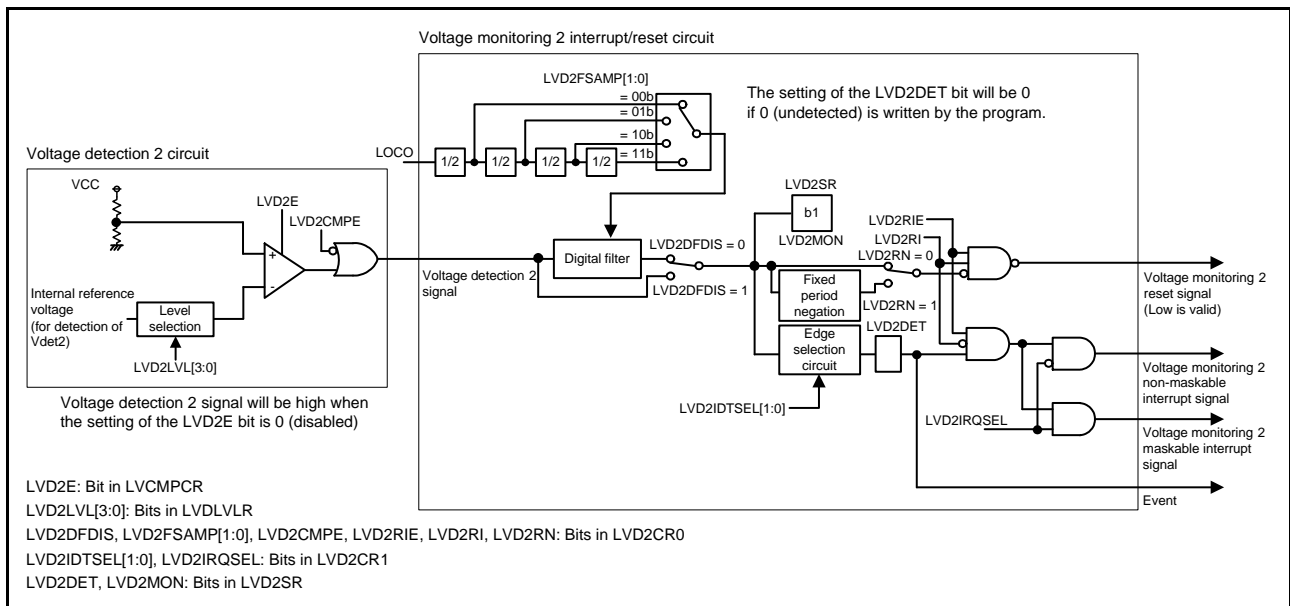 Voltage monitoring 2 interrupt/reset circuit
LVD2FSAMP[1:0]
= 00b
= 01b
= 10b
= 11b
The setting of the LVD2DET bit will be 0
if 0 (undetected) is written by the program.
LOCO
1/2
1/2
1/2
1/2
Voltage detection 2 circuit
VCC
LVD2E
LVD2CMPE
+
-
Internal reference
voltage
(for detection of
Vdet2)
Level
selection
LVD2LVL[3:0]
Voltage detection 2
signal
Digital filter
LVD2DFDIS = 0
LVD2DFDIS = 1
LVD2SR
b1
LVD2MON
LVD2RIE
LVD2RI
LVD2RN = 0
Fixed
period
negation
LVD2RN = 1
Edge
selection
circuit
LVD2DET
LVD2IDTSEL[1:0]
LVD2IRQSEL
Voltage monitoring 2
reset signal
(Low is valid)
Voltage monitoring 2
non-maskable
interrupt signal
Voltage monitoring 2
maskable interrupt
signal
Event
Voltage detection 2 signal will be high when
the setting of the LVD2E bit is 0 (disabled)
LVD2E: Bit in LVCMPCR
LVD2LVL[3:0]: Bits in LVDLVLR
LVD2DFDIS, LVD2FSAMP[1:0], LVD2CMPE, LVD2RIE, LVD2RI, LVD2RN: Bits in LVD2CR0
LVD2IDTSEL[1:0], LVD2IRQSEL: Bits in LVD2CR1
LVD2DET, LVD2MON: Bits in LVD2SR